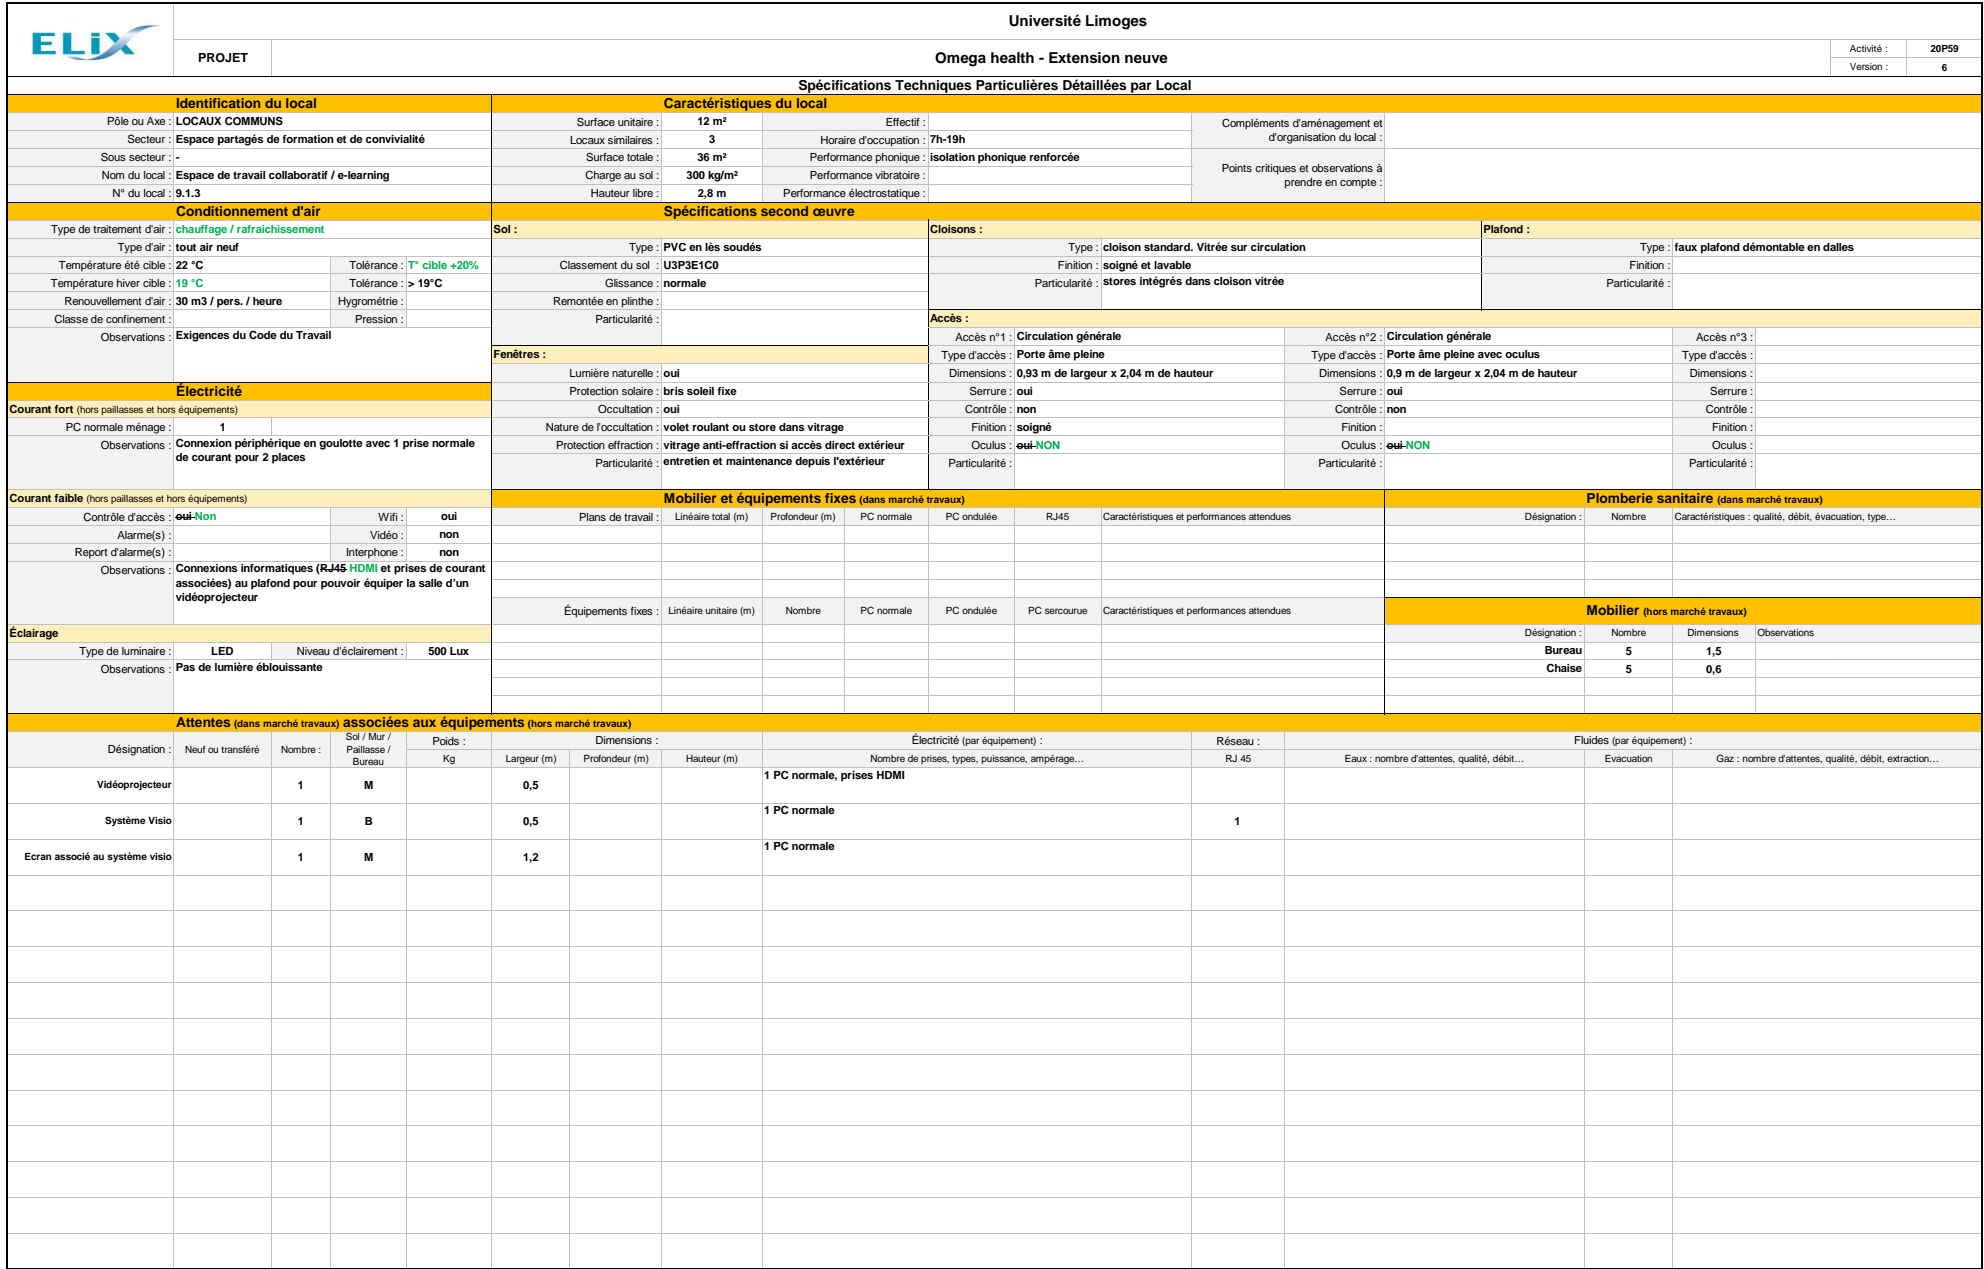 ELiX
Université Limoges
PROJET
Omega health - Extension neuve
Activité : 20P59
Version : 6
Spécifications Techniques Particulières Détaillées par Local
Identification du local
Caractéristiques du local
Pôle ou Axe : LOCAUX COMMUNS
Secteur : Espace partagés de formation et de convivialité
Sous secteur : -
Nom du local : Espace de travail collaboratif / e-learning
N° du local : 9.1.3
Surface unitaire : 12 m²
Locaux similaires : 3
Surface totale : 36 m²
Charge au sol : 300 kg/m²
Hauteur libre : 2,8 m
Effectif :
Horaire d'occupation : 7h-19h
Performance phonique : isolation phonique renforcée
Performance vibratoire :
Performance électrostatique :
Compléments d'aménagement et
d'organisation du local :
Points critiques et observations à
prendre en compte :
Conditionnement d'air
Type de traitement d'air : chauffage / rafraichissement
Type d'air : tout air neuf
Température été cible : 22 °C Tolérance : T° cible +20%
Température hiver cible : 19 °C Tolérance : > 19°C
Renouvellement d'air : 30 m3 / pers. / heure Hygrométrie :
Classe de confinement : Pression :
Observations : Exigences du Code du Travail
Spécifications second œuvre
Sol :
Type : PVC en lès soudés
Classement du sol : U3P3E1C0
Glissance : normale
Remontée en plinthe :
Particularité :
Cloisons :
Type : cloison standard. Vitrée sur circulation
Finition : soigné et lavable
Particularité : stores intégrés dans cloison vitrée
Plafond :
Type : faux plafond démontable en dalles
Finition :
Particularité :
Fenêtres :
Lumière naturelle : oui
Protection solaire : bris soleil fixe
Occultation : oui
Nature de l'occultation : volet roulant ou store dans vitrage
Protection effraction : vitrage anti-effraction si accès direct extérieur
Particularité : entretien et maintenance depuis l'extérieur
Accès :
Accès n°1 : Circulation générale
Type d'accès : Porte âme pleine
Dimensions : 0,93 m de largeur x 2,04 m de hauteur
Serrure : oui
Contrôle : non
Finition : soigné
Oculus : oui NON
Particularité :
Accès n°2 : Circulation générale
Type d'accès : Porte âme pleine avec oculus
Dimensions : 0,9 m de largeur x 2,04 m de hauteur
Serrure : oui
Contrôle : non
Finition :
Oculus : oui NON
Particularité :
Accès n°3 :
Type d'accès :
Dimensions :
Serrure :
Contrôle :
Finition :
Oculus :
Particularité :
Électricité
Courant fort (hors paillasses et hors équipements)
PC normale ménage : 1
Observations : Connexion périphérique en goulotte avec 1 prise normale
de courant pour 2 places
Courant faible (hors paillasses et hors équipements)
Contrôle d'accès : oui Non Wifi : oui
Alarme(s) : Vidéo : non
Report d'alarme(s) : Interphone : non
Observations : Connexions informatiques (RJ45 HDMI et prises de courant
associées) au plafond pour pouvoir équiper la salle d'un
vidéoprojecteur
Éclairage
Type de luminaire : LED Niveau d'éclairement : 500 Lux
Observations : Pas de lumière éblouissante
Mobilier et équipements fixes (dans marché travaux)
Plans de travail : Linéaire total (m) Profondeur (m) PC normale PC ondulée RJ45 Caractéristiques et performances attendues
Équipements fixes : Linéaire unitaire (m) Nombre PC normale PC ondulée PC sercourue Caractéristiques et performances attendues
Plomberie sanitaire (dans marché travaux)
Désignation : Nombre Caractéristiques : qualité, débit, évacuation, type…
Mobilier (hors marché travaux)
Désignation : Nombre Dimensions Observations
Bureau 5 1,5
Chaise 5 0,6
Attentes (dans marché travaux) associées aux équipements (hors marché travaux)
Désignation : Neuf ou transféré Nombre :
Sol / Mur /
Paillasse /
Bureau
Poids :
Kg
Dimensions :
Largeur (m) Profondeur (m) Hauteur (m)
Électricité (par équipement) :
Nombre de prises, types, puissance, ampérage…
Réseau :
RJ 45
Fluides (par équipement) :
Eaux : nombre d'attentes, qualité, débit… Evacuation Gaz : nombre d'attentes, qualité, débit, extraction…
Vidéoprojecteur 1 M 0,5 1 PC normale, prises HDMI
Système Visio 1 B 0,5 1 PC normale 1
Ecran associé au système visio 1 M 1,2 1 PC normale